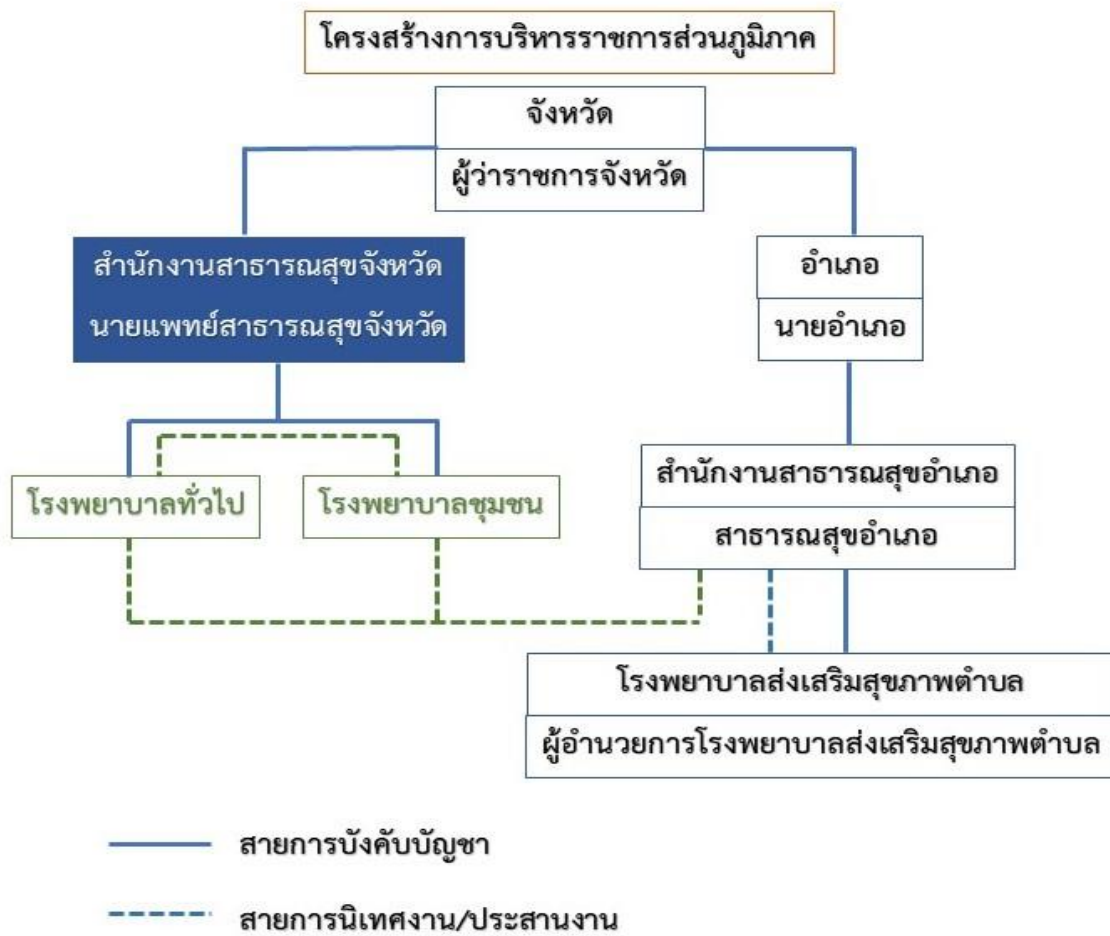 โครงสร้างการบริหารราชการส่วนภูมิภาค
จังหวัด
ผู้ว่าราชการจังหวัด
สำนักงานสาธารณสุขจังหวัด
นายแพทย์สาธารณสุขจังหวัด
อำเภอ
นายอำเภอ
โรงพยาบาลทั่วไป
โรงพยาบาลชุมชน
สำนักงานสาธารณสุขอำเภอ
สาธารณสุขอำเภอ
โรงพยาบาลส่งเสริมสุขภาพตำบล
ผู้อำนวยการโรงพยาบาลส่งเสริมสุขภาพตำบล
สายการบังคับบัญชา
สายการนิเทศงาน/ประสานงาน